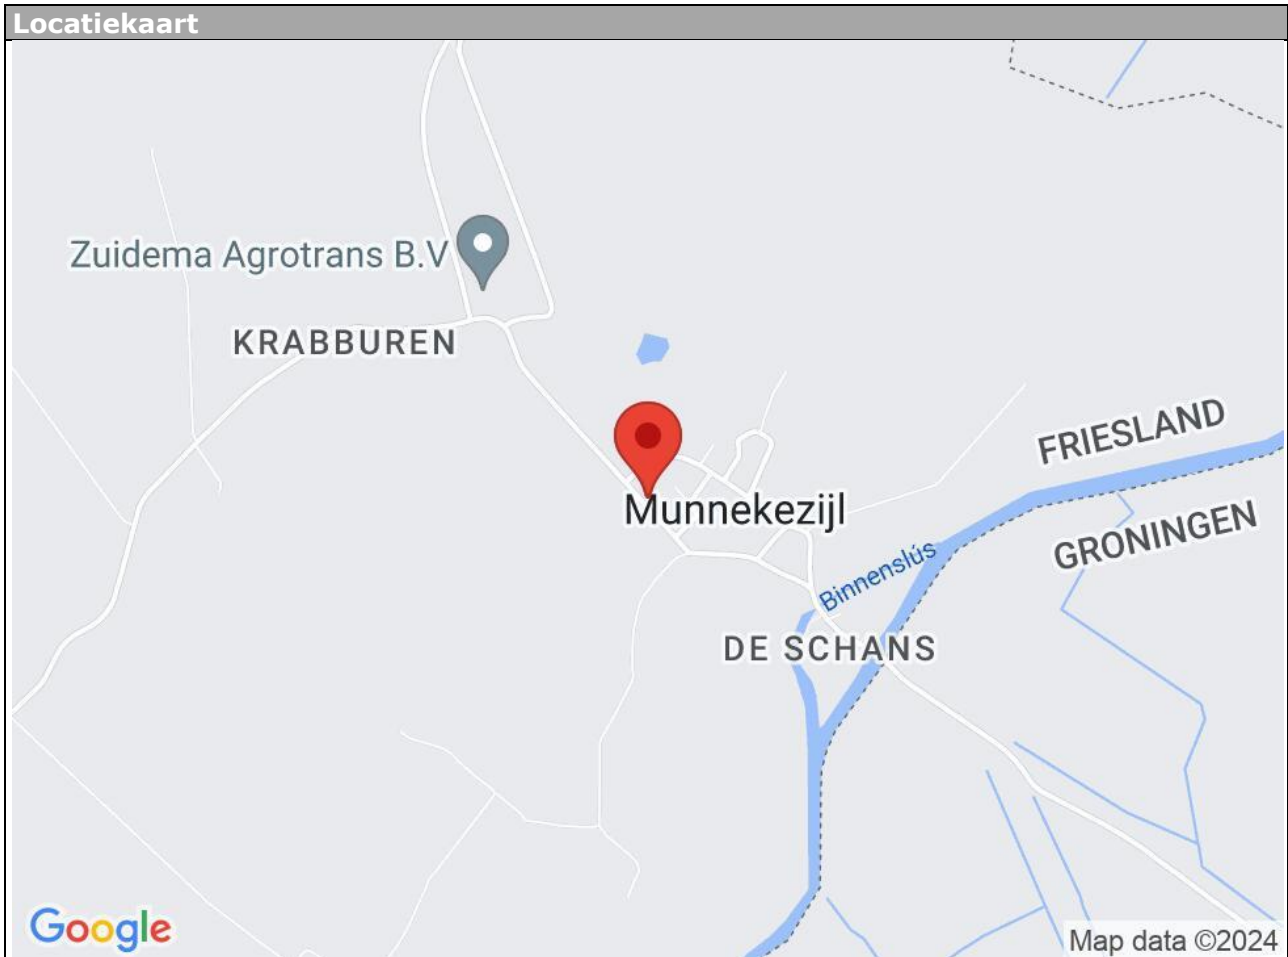 Locatiekaart
Zuidema Agrotrans B.V
KRABBUREN
FRIESLAND
Munnekezijl
GRONINGEN
Binnenslús
DE SCHANS
Google
Map data ©2024